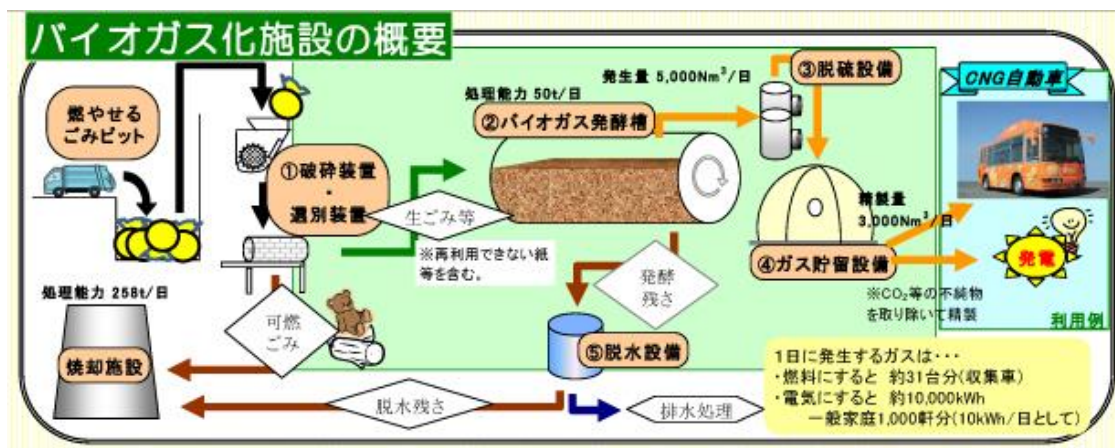 バイオガス化施設の概要
燃やせる
ごみピット
①破砕装置
・
選別装置
生ごみ等
※再利用できない紙
等を含む。
処理能力 50t/日
②バイオガス発酵槽
発生量 5,000Nm³/日
③脱硫設備
精製量
3,000Nm³/日
④ガス貯留設備
※CO₂等の不純物
を取り除いて精製
CNG自動車
発電
利用例
発酵
残さ
⑤脱水設備
処理能力 258t/日
焼却施設
可燃
ごみ
脱水残さ
排水処理
1日に発生するガスは・・・
・燃料にすると 約31台分(収集車)
・電気にすると 約10,000kWh
一般家庭1,000軒分(10kWh/日として)